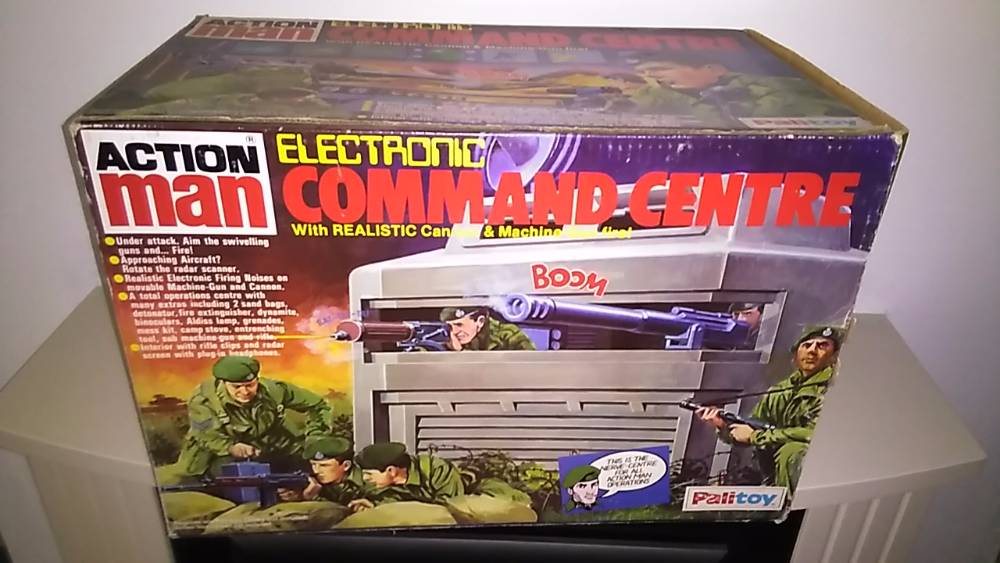 ACTION
man
ELECTRONIC
COMMAND CENTRE
Palitoy
ACTION
man
®
ELECTRONIC
COMMAND CENTRE
With REALISTIC Cannon & Machine-Gun fire!
Under attack. Aim the swivelling
guns and... Fire!
Approaching Aircraft?
Rotate the radar scanner.
Realistic Electronic Firing Noises on
movable Machine-Gun and Cannon.
A total operations centre with
many extras including 2 sand bags,
detonator, fire extinguisher, dynamite,
binoculars, Aldiss lamp, grenades,
mess kit, camp stove, entrenching
tool, sub machine-gun and rifle.
Interior with rifle clips and radar
screen with plug-in headphones.
BOOM
THIS IS THE
NERVE-CENTRE
FOR ALL
ACTION MAN
OPERATIONS
Palitoy